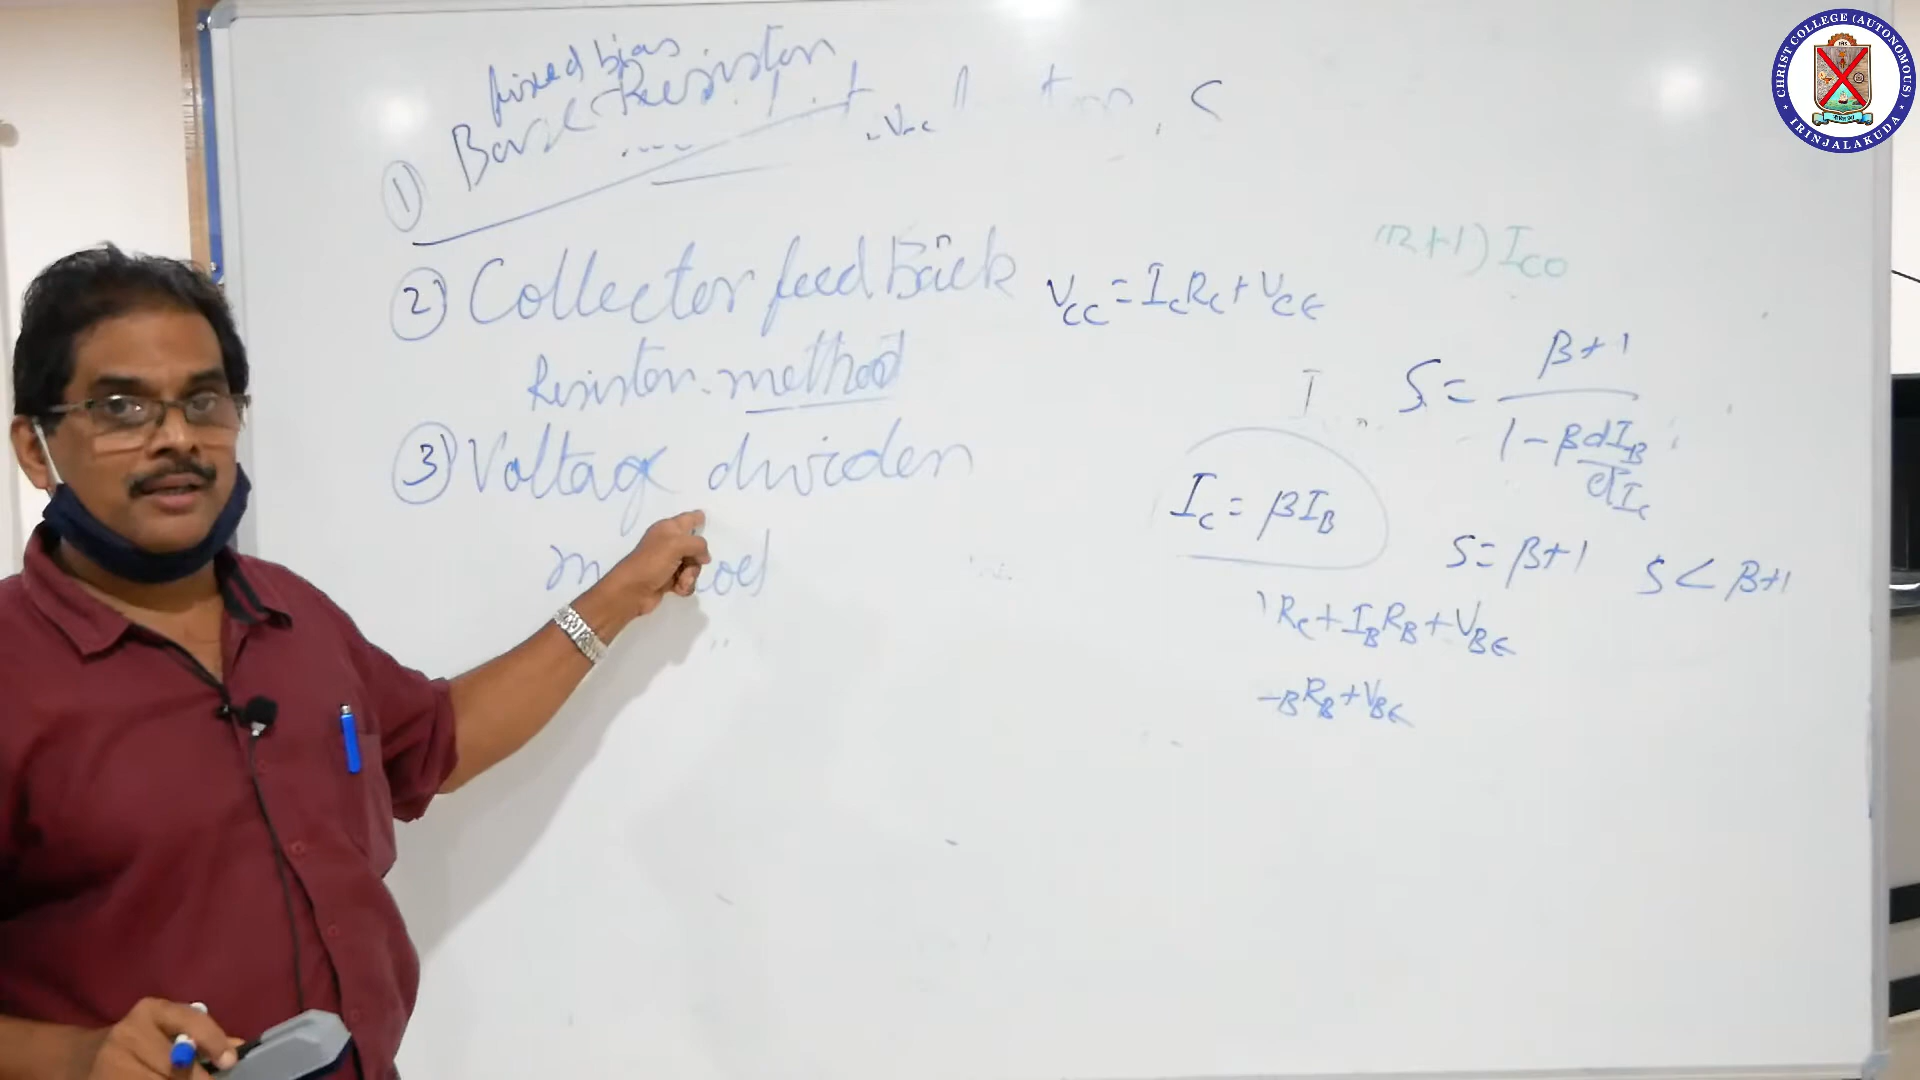 fixed bias
① Base Resistor
② Collector feed Back
Resistor method
③ Voltage divider
V_CC = I_C R_C + V_CE
+1) I_CO
S = β+1 / 1 - β dI_B / dI_C
I_C = βI_B
S = β+1
S < β+1
R_C + I_B R_B + V_BE
R_B + V_BE
CHRIST COLLEGE (AUTONOMOUS)
IRINJALAKUDA